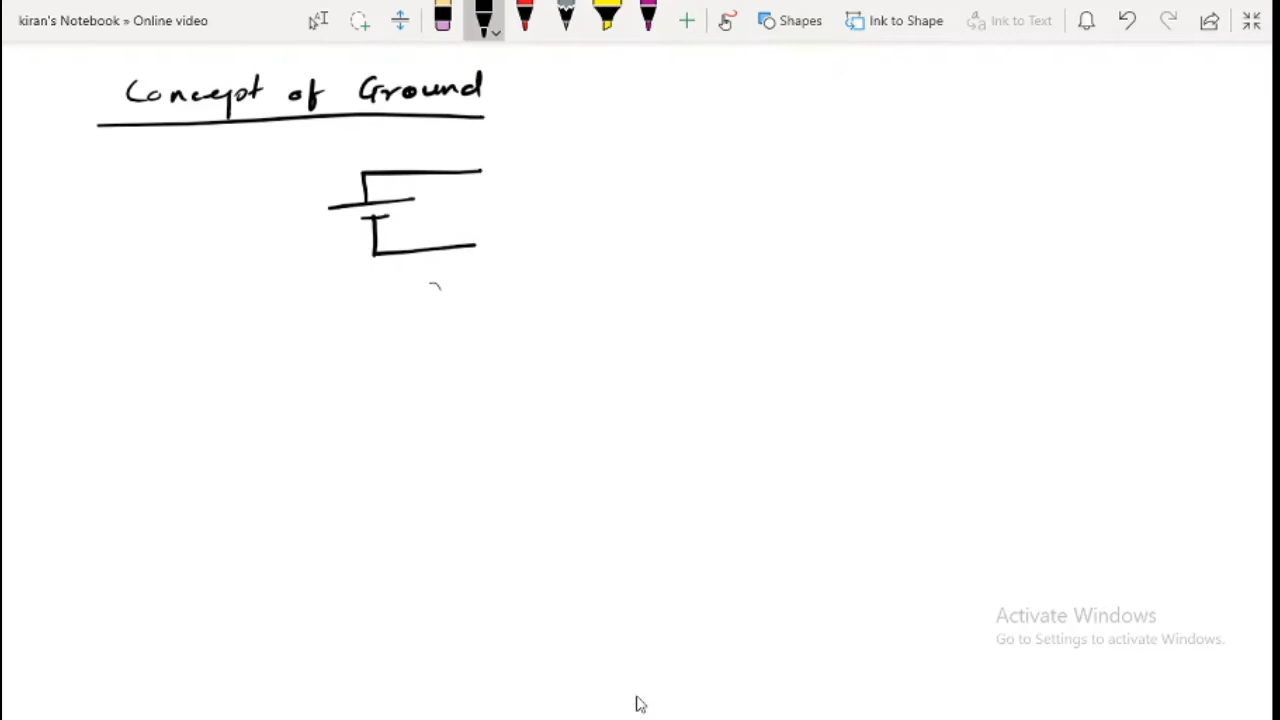 kiran's Notebook » Online video
Shapes
Ink to Shape
Ink to Text
Concept of Ground
Activate Windows
Go to Settings to activate Windows.